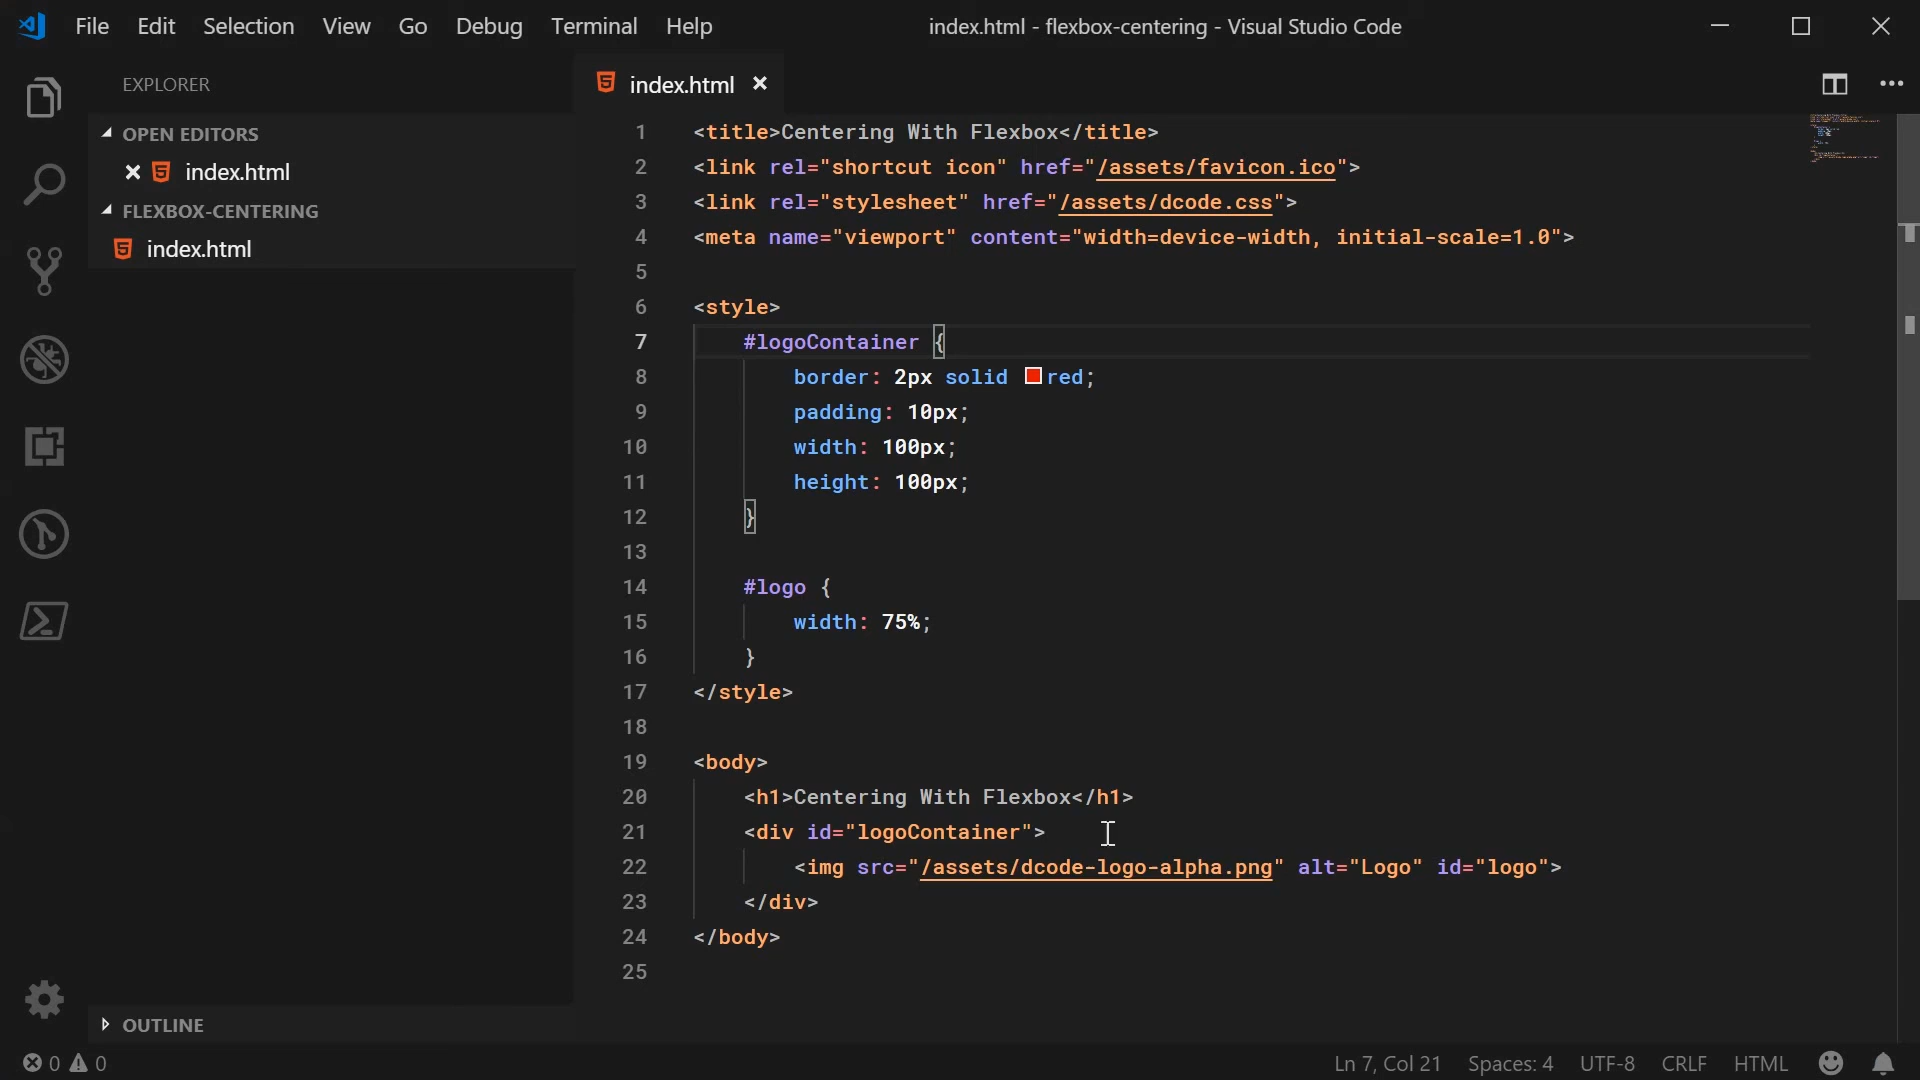 File Edit Selection View Go Debug Terminal Help
index.html - flexbox-centering - Visual Studio Code
EXPLORER
OPEN EDITORS
index.html
FLEXBOX-CENTERING
index.html
OUTLINE
index.html
1 <title>Centering With Flexbox</title>
2 <link rel="shortcut icon" href="/assets/favicon.ico">
3 <link rel="stylesheet" href="/assets/dcode.css">
4 <meta name="viewport" content="width=device-width, initial-scale=1.0">
5
6 <style>
7 #logoContainer {
8 border: 2px solid red;
9 padding: 10px;
10 width: 100px;
11 height: 100px;
12 }
13
14 #logo {
15 width: 75%;
16 }
17 </style>
18
19 <body>
20 <h1>Centering With Flexbox</h1>
21 <div id="logoContainer">
22 <img src="/assets/dcode-logo-alpha.png" alt="Logo" id="logo">
23 </div>
24 </body>
25
0 0
Ln 7, Col 21 Spaces: 4 UTF-8 CRLF HTML